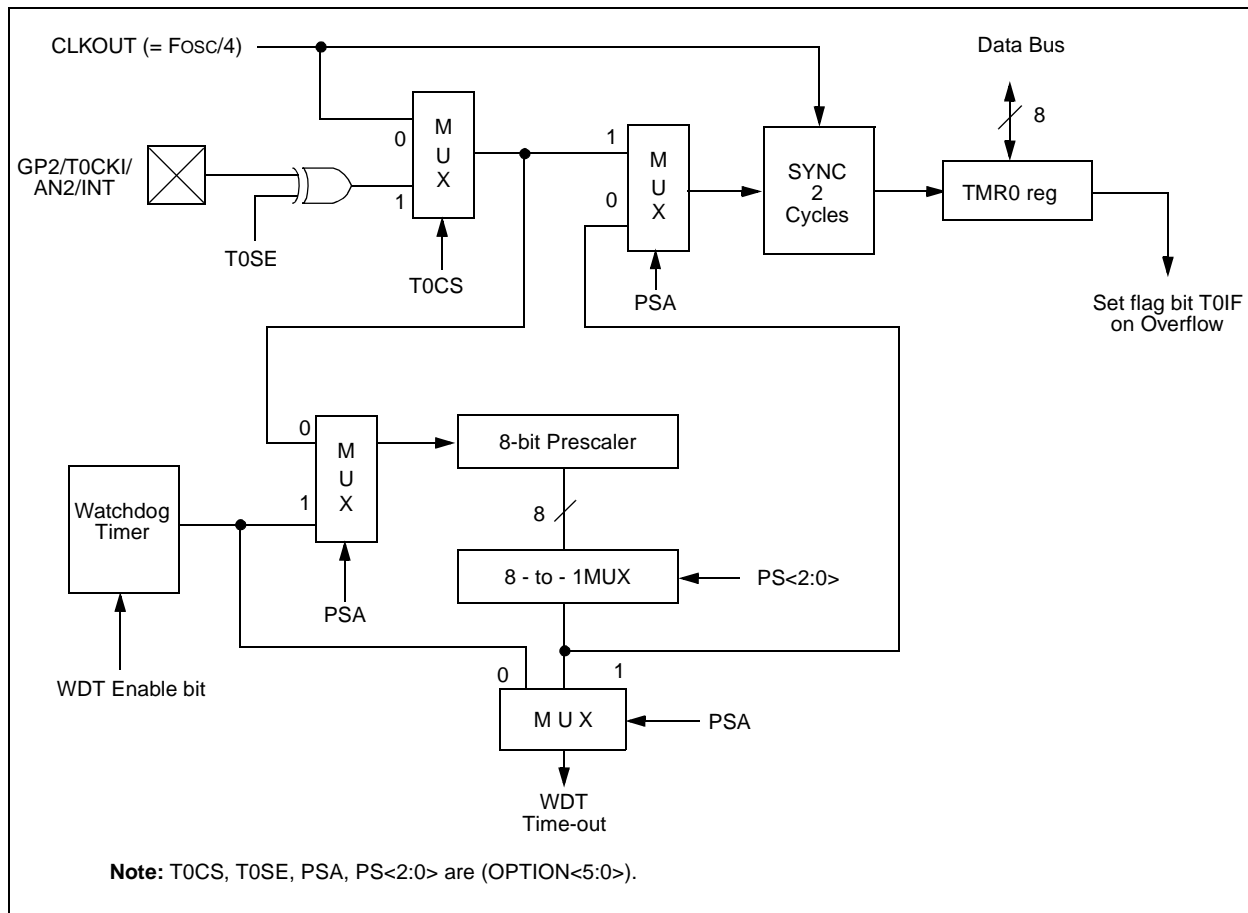 CLKOUT (= FOSC/4)
Data Bus
8
GP2/T0CKI/
AN2/INT
T0SE
0
1
M
U
X
T0CS
1
0
M
U
X
PSA
SYNC
2
Cycles
TMR0 reg
Set flag bit T0IF
on Overflow
0
1
M
U
X
PSA
8-bit Prescaler
8
Watchdog
Timer
WDT Enable bit
8 - to - 1MUX
PS<2:0>
0
1
M U X
PSA
WDT
Time-out
Note: T0CS, T0SE, PSA, PS<2:0> are (OPTION<5:0>).